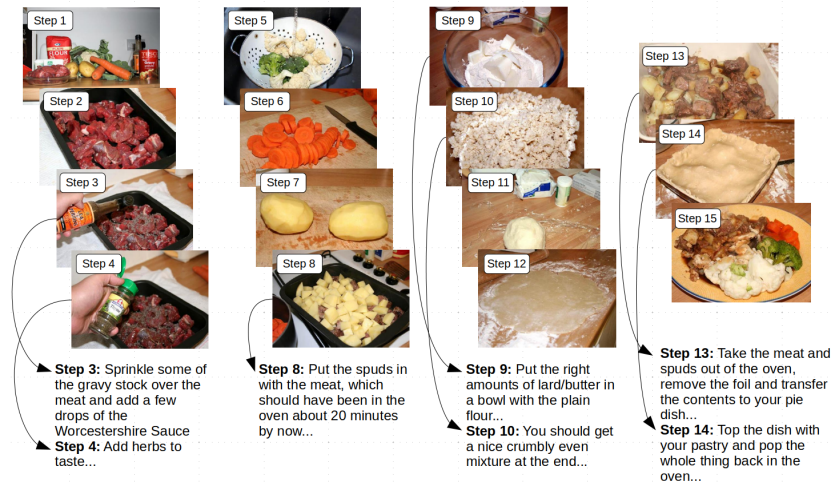 Step 1
FLOUR
Step 2
Step 3
Step 4
Step 3: Sprinkle some of
the gravy stock over the
meat and add a few
drops of the
Worcestershire Sauce
Step 4: Add herbs to
taste...
Step 5
Step 6
Step 7
Step 8
Step 8: Put the spuds in
with the meat, which
should have been in the
oven about 20 minutes
by now...
Step 9
Step 10
Step 11
Step 12
Step 9: Put the right
amounts of lard/butter in
a bowl with the plain
flour...
Step 10: You should get
a nice crumbly even
mixture at the end...
Step 13
Step 14
Step 15
Step 13: Take the meat and
spuds out of the oven,
remove the foil and transfer
the contents to your pie
dish...
Step 14: Top the dish with
your pastry and pop the
whole thing back in the
oven...